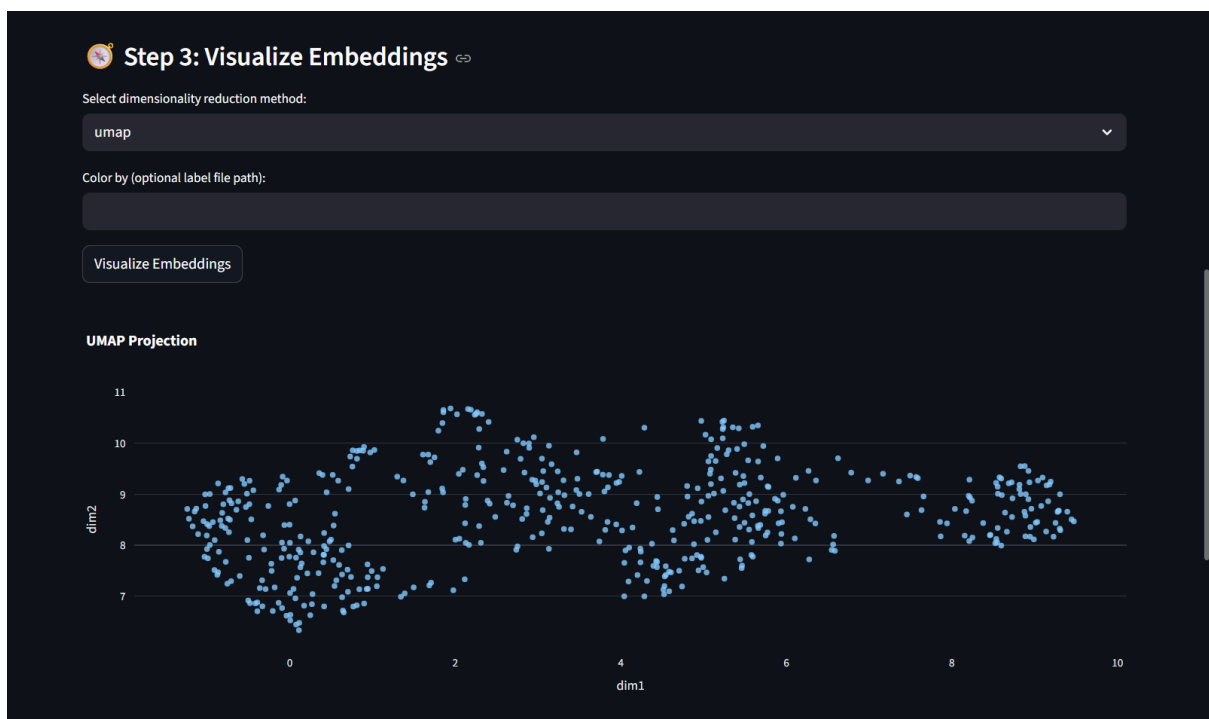 Step 3: Visualize Embeddings
Select dimensionality reduction method:
umap
Color by (optional label file path):
Visualize Embeddings
UMAP Projection
11
10
9
8
7
dim2
0 2 4 6 8 10
dim1